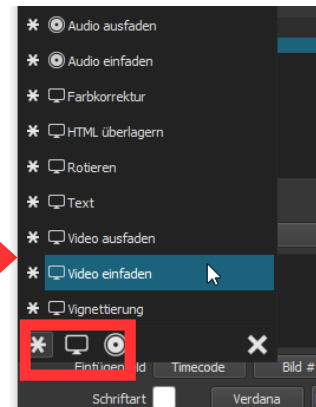 Audio ausfaden
Audio einfaden
Farbkorrektur
HTML überlagern
Rotieren
Text
Video ausfaden
Video einfaden
Vignettierung
Timecode Bild #
Schriftart Verdana